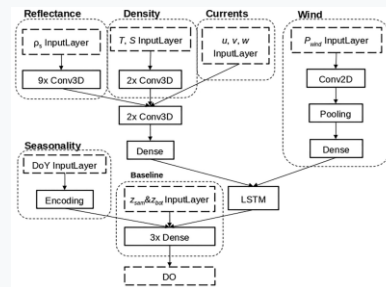 Reflectance
Density
Currents
Wind
ρs InputLayer
T, S InputLayer
u, v, w
InputLayer
Pwind InputLayer
9x Conv3D
2x Conv3D
Conv2D
2x Conv3D
Pooling
Dense
Dense
Seasonality
DoY InputLayer
Baseline
Encoding
zsam&zbot InputLayer
LSTM
3x Dense
DO